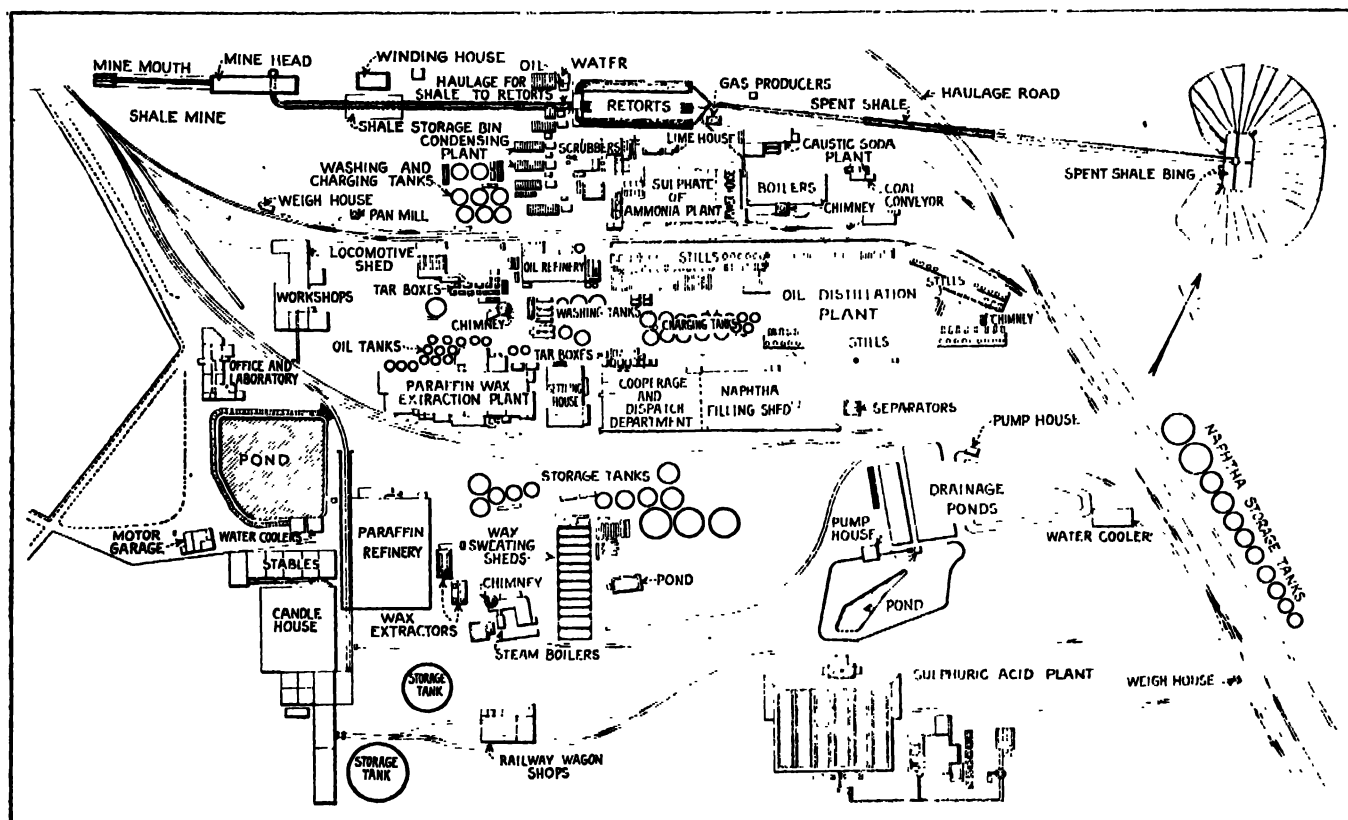 MINE MOUTH
MINE HEAD
WINDING HOUSE
OIL
WATER
HAULAGE FOR
SHALE TO RETORTS
RETORTS
GAS PRODUCERS
SPENT SHALE
HAULAGE ROAD
SHALE MINE
SHALE STORAGE BIN
CONDENSING
PLANT
SCRUBBERS
LIME HOUSE
CAUSTIC SODA
PLANT
SPENT SHALE BING
WASHING AND
CHARGING TANKS
SULPHATE
OF
AMMONIA PLANT
BOILERS
CHIMNEY
COAL
CONVEYOR
WEIGH HOUSE
PAN MILL
LOCOMOTIVE
SHED
OIL REFINERY
STILLS
STILLS
WORKSHOPS
TAR BOXES
OIL DISTILLATION
PLANT
CHIMNEY
WASHING TANKS
CHARGING TANKS
CHIMNEY
OIL TANKS
TAR BOXES
STILLS
OFFICE AND
LABORATORY
PARAFFIN WAX
EXTRACTION PLANT
SETTLING
HOUSE
COOPERAGE
AND
DISPATCH
DEPARTMENT
NAPHTHA
FILLING SHED
SEPARATORS
PUMP HOUSE
NAPHTHA STORAGE TANKS
POND
STORAGE TANKS
DRAINAGE
PONDS
MOTOR
GARAGE
WATER COOLERS
PARAFFIN
REFINERY
WAX
SWEATING
SHEDS
PUMP
HOUSE
WATER COOLER
STABLES
CHIMNEY
POND
POND
CANDLE
HOUSE
WAX
EXTRACTORS
STEAM BOILERS
STORAGE
TANK
SULPHURIC ACID PLANT
WEIGH HOUSE
STORAGE
TANK
RAILWAY WAGON
SHOPS